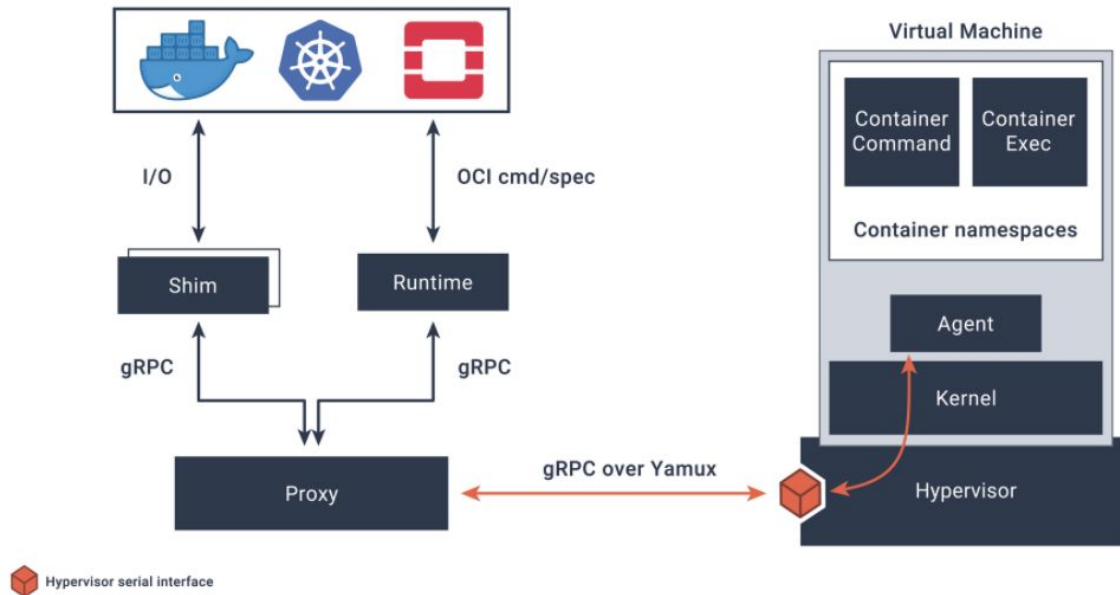 Virtual Machine
Container
Command
Container
Exec
Container namespaces
I/O
OCI cmd/spec
Shim
Runtime
Agent
gRPC
gRPC
Kernel
Proxy
gRPC over Yamux
Hypervisor
Hypervisor serial interface